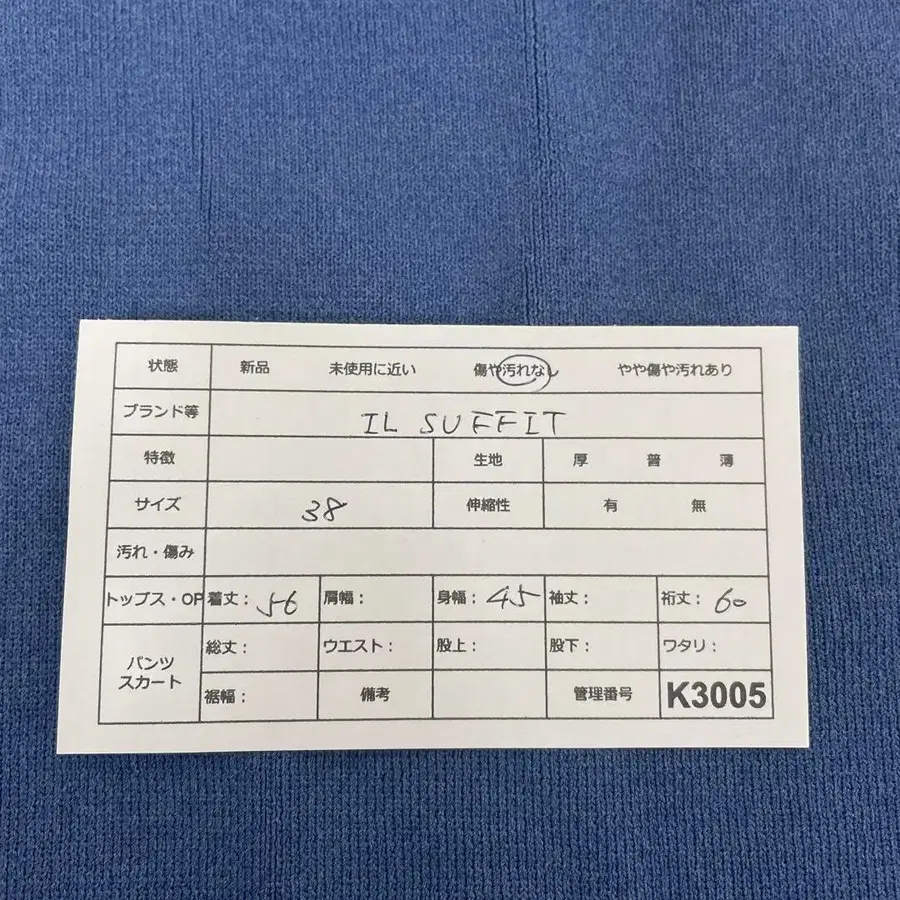 状態 新品 未使用に近い 傷や汚れなし やや傷や汚れあり
ブランド等 IL SUFFIT
特徴 生地 厚 普 薄
サイズ 38 伸縮性 有 無
汚れ・傷み
トップス・OP 着丈: 56 肩幅: 身幅: 45 袖丈: 裄丈: 60
パンツ
スカート
総丈: ウエスト: 股上: 股下: ワタリ:
裾幅: 備考 管理番号 K3005